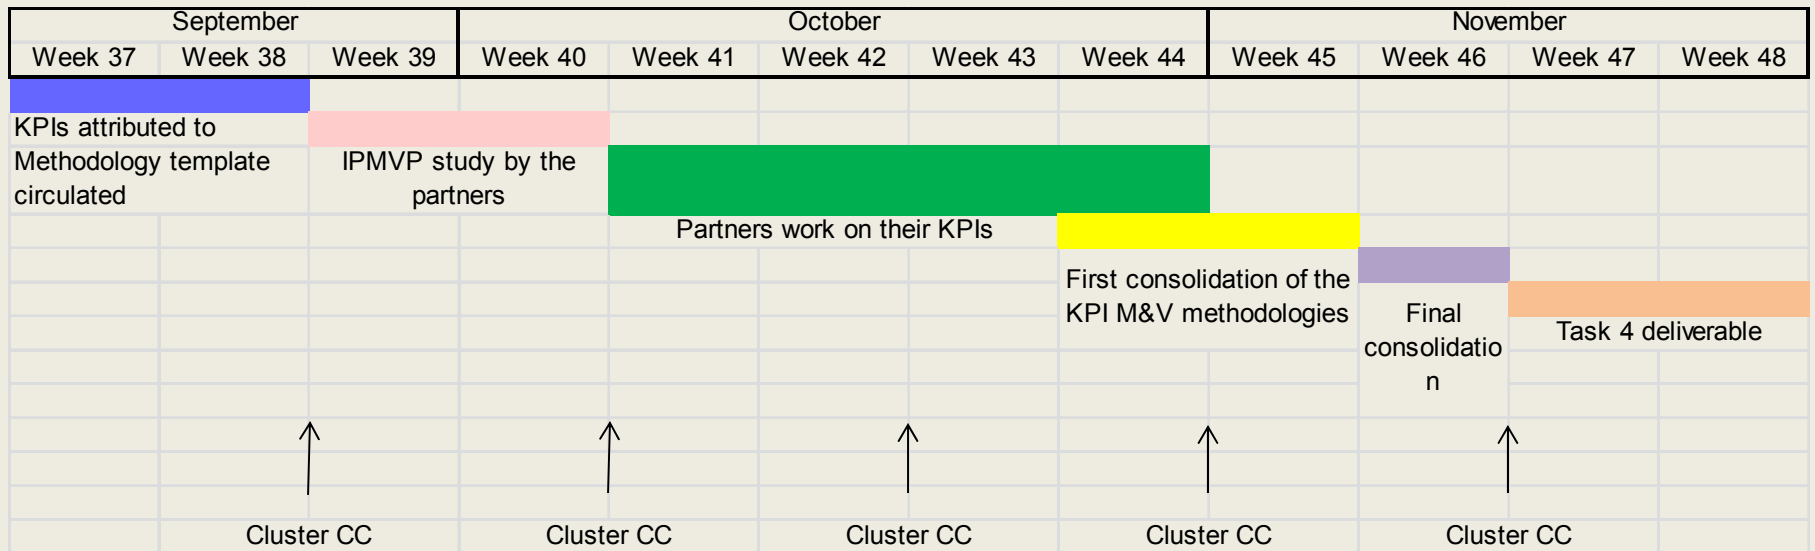 September October November
Week 37 Week 38 Week 39 Week 40 Week 41 Week 42 Week 43 Week 44 Week 45 Week 46 Week 47 Week 48
KPIs attributed to
Methodology template
circulated
IPMVP study by the
partners
Partners work on their KPIs
First consolidation of the
KPI M&V methodologies
Final
consolidatio
n
Task 4 deliverable
Cluster CC Cluster CC Cluster CC Cluster CC Cluster CC